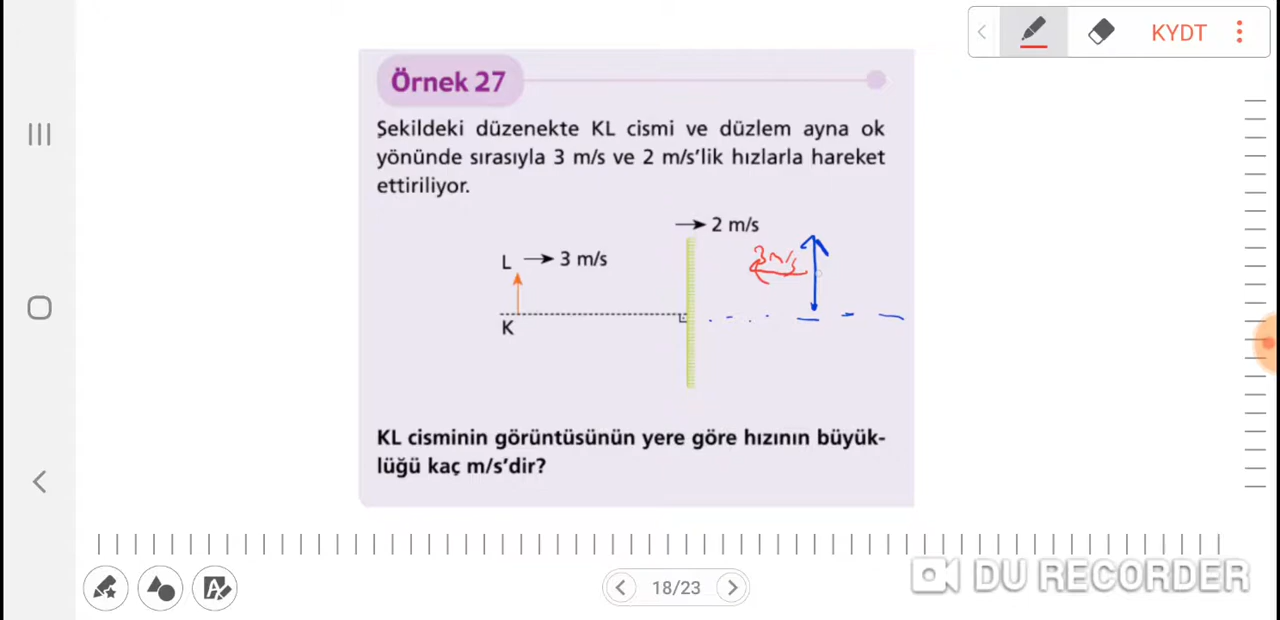 KYDT
Örnek 27
Şekildeki düzenekte KL cismi ve düzlem ayna ok
yönünde sırasıyla 3 m/s ve 2 m/s'lik hızlarla hareket
ettiriliyor.
2 m/s
3m/s
L
3 m/s
K
KL cisminin görüntüsünün yere göre hızının büyük-
lüğü kaç m/s'dir?
18/23
DU RECORDER